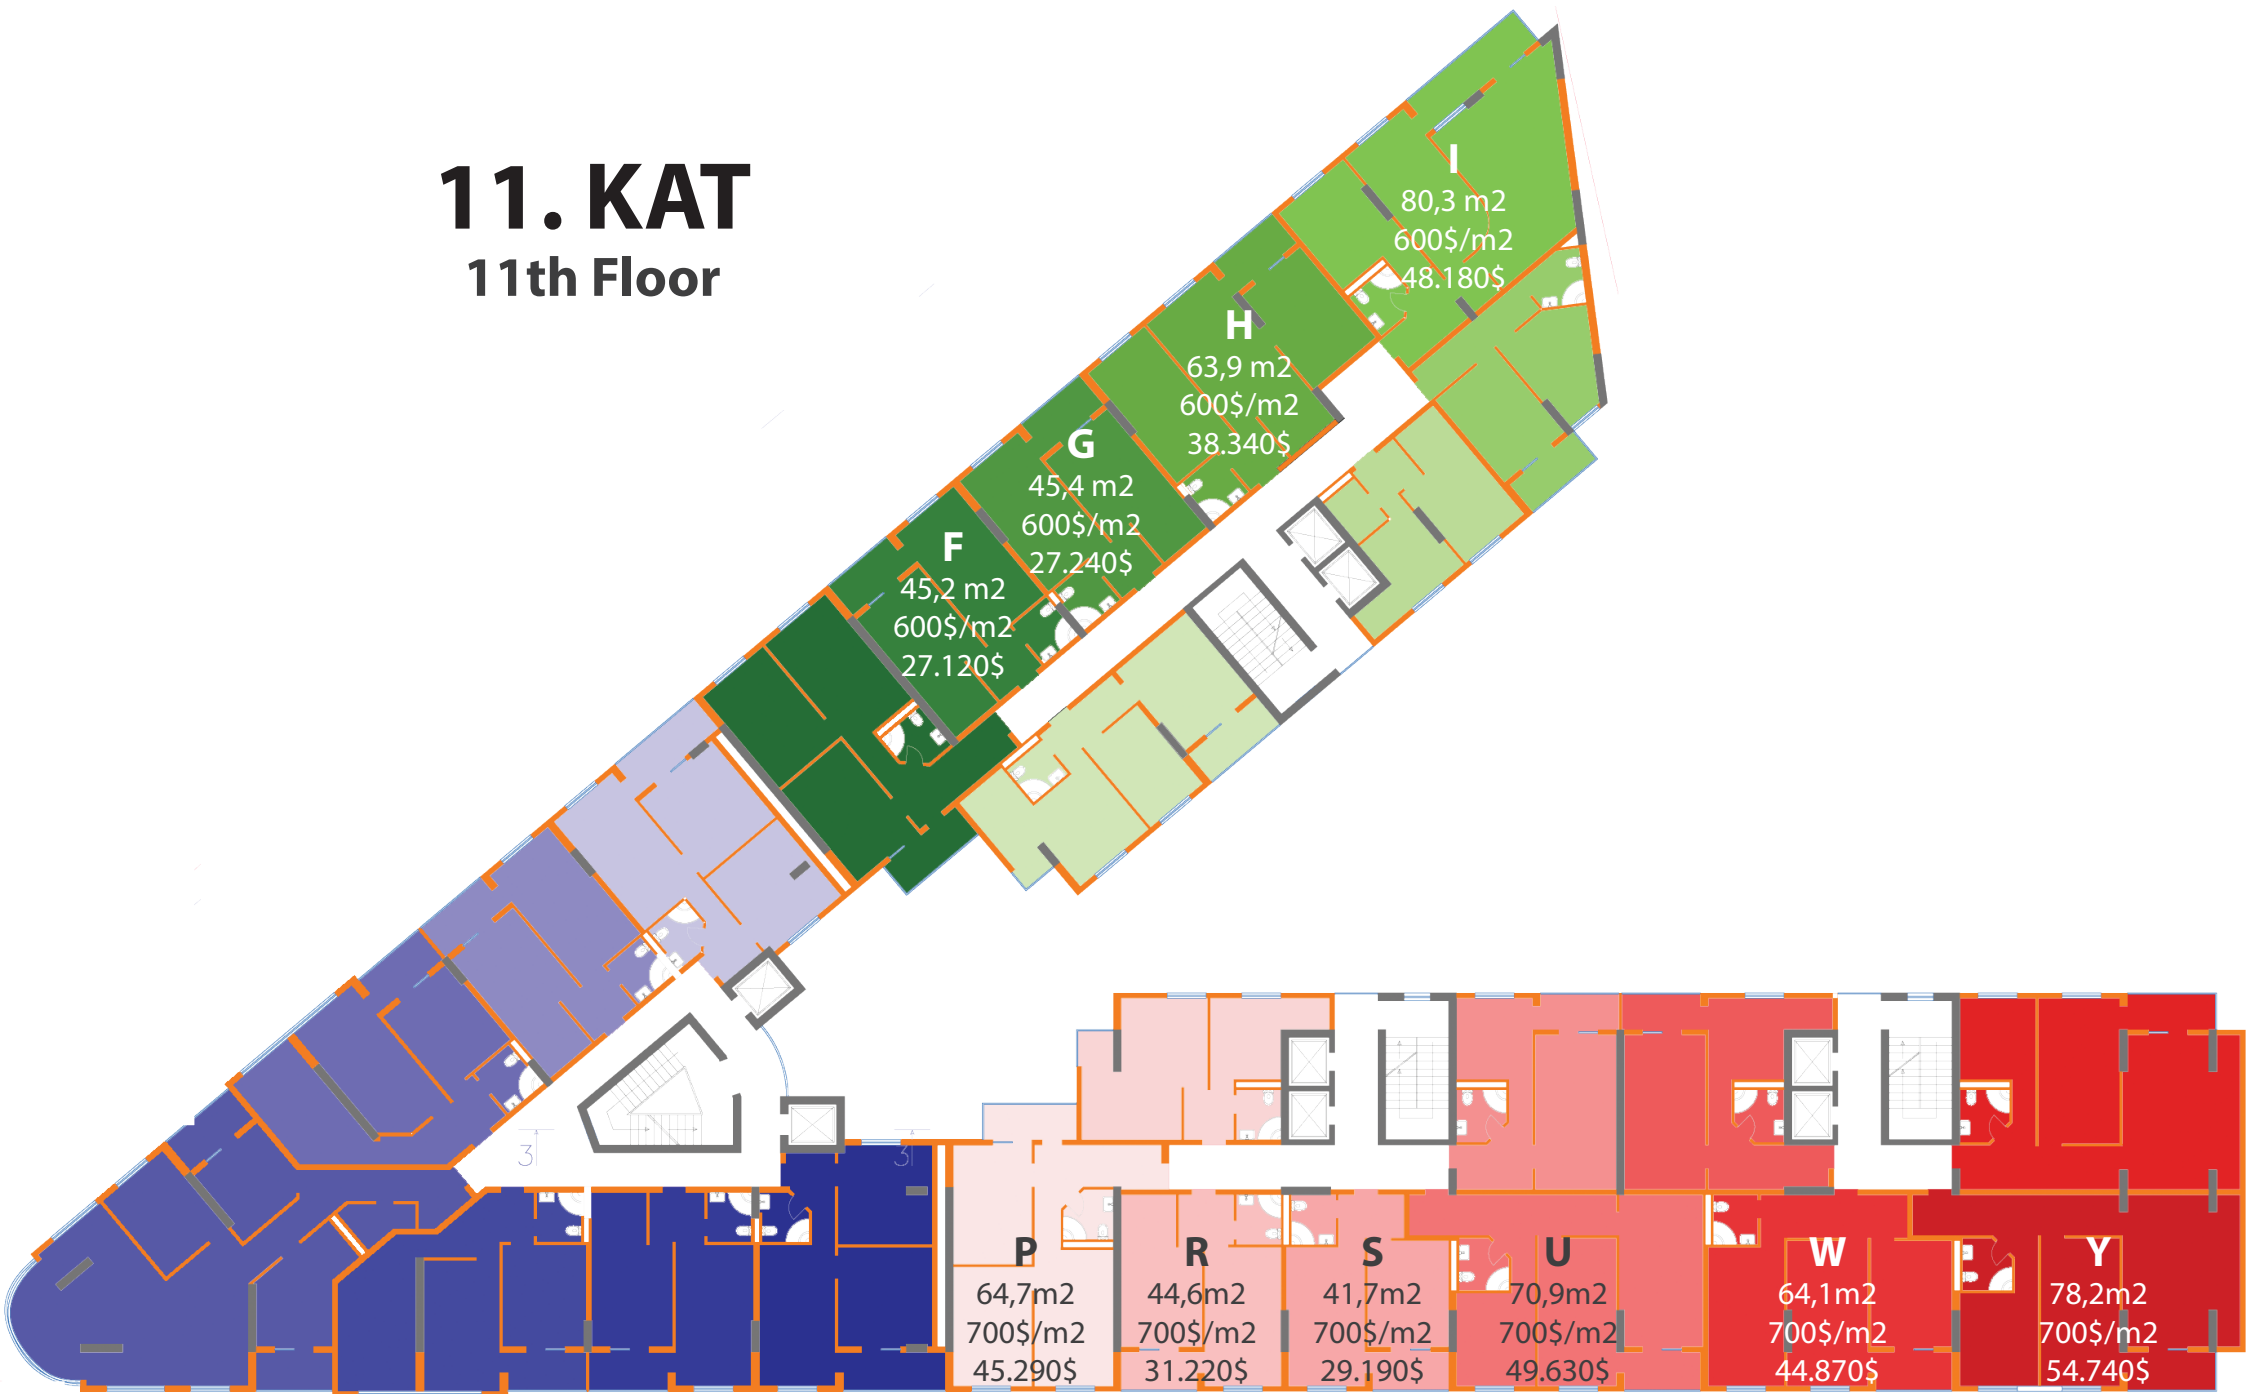 11. KAT
11th Floor
I
80,3 m2
600$/m2
48.180$
H
63,9 m2
600$/m2
38.340$
G
45,4 m2
600$/m2
27.240$
F
45,2 m2
600$/m2
27.120$
3
3
P
64,7m2
700$/m2
45.290$
R
44,6m2
700$/m2
31.220$
S
41,7m2
700$/m2
29.190$
U
70,9m2
700$/m2
49.630$
W
64,1m2
700$/m2
44.870$
Y
78,2m2
700$/m2
54.740$